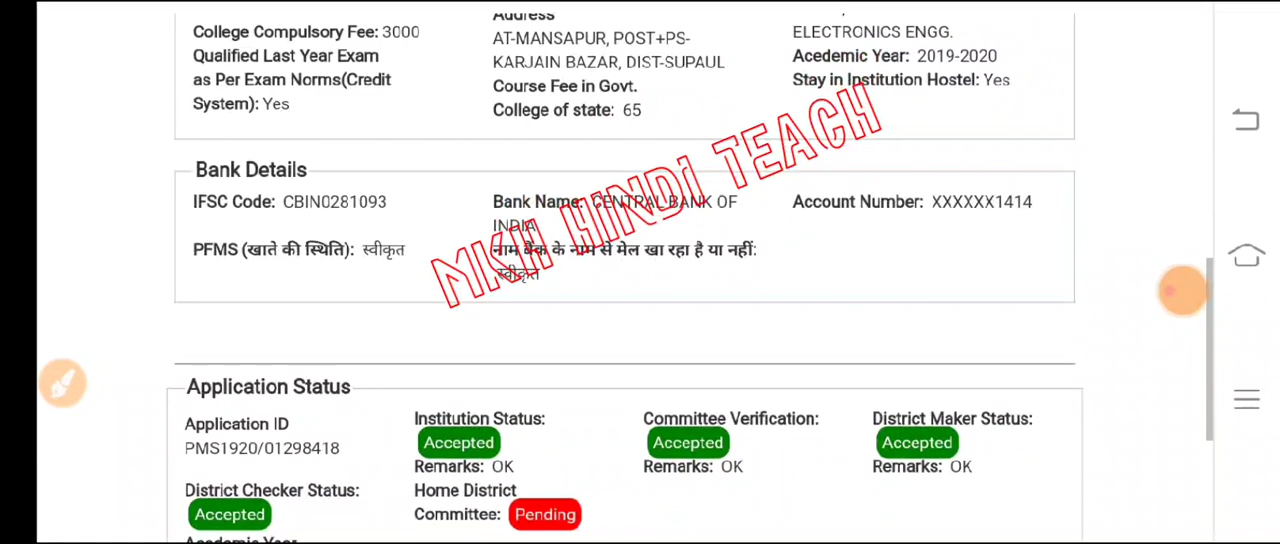 College Compulsory Fee: 3000
Qualified Last Year Exam
as Per Exam Norms(Credit
System): Yes
Address
AT-MANSAPUR, POST+PS-
KARJAIN BAZAR, DIST-SUPAUL
Course Fee in Govt.
College of state: 65
ELECTRONICS ENGG.
Acedemic Year: 2019-2020
Stay in Institution Hostel: Yes
MKH HINDI TEACH
Bank Details
IFSC Code: CBIN0281093
Bank Name: CENTRAL BANK OF
INDIA
Account Number: XXXXXX1414
PFMS (खाते की स्थिति): स्वीकृत
नाम बैंक के नाम से मेल खा रहा है या नहीं:
स्वीकृत
Application Status
Application ID
PMS1920/01298418
Institution Status:
Accepted
Remarks: OK
Committee Verification:
Accepted
Remarks: OK
District Maker Status:
Accepted
Remarks: OK
District Checker Status:
Accepted
Home District
Committee: Pending
Academic Year